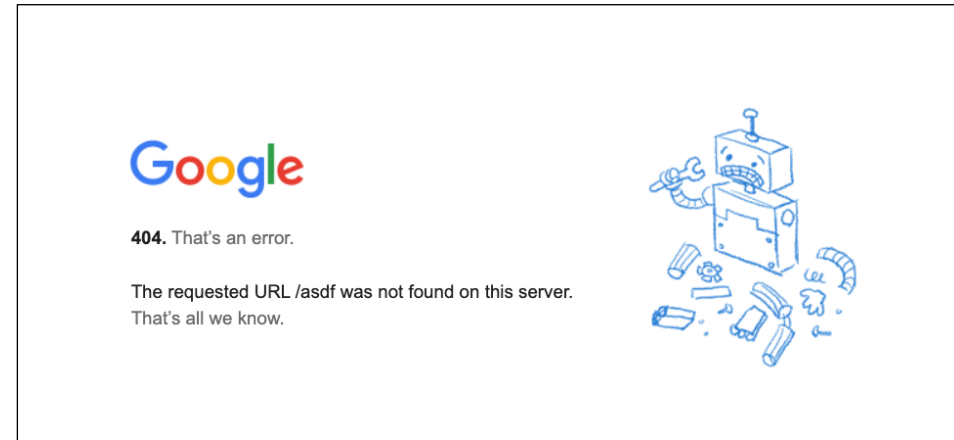 Google
404. That’s an error.
The requested URL /asdf was not found on this server.
That’s all we know.